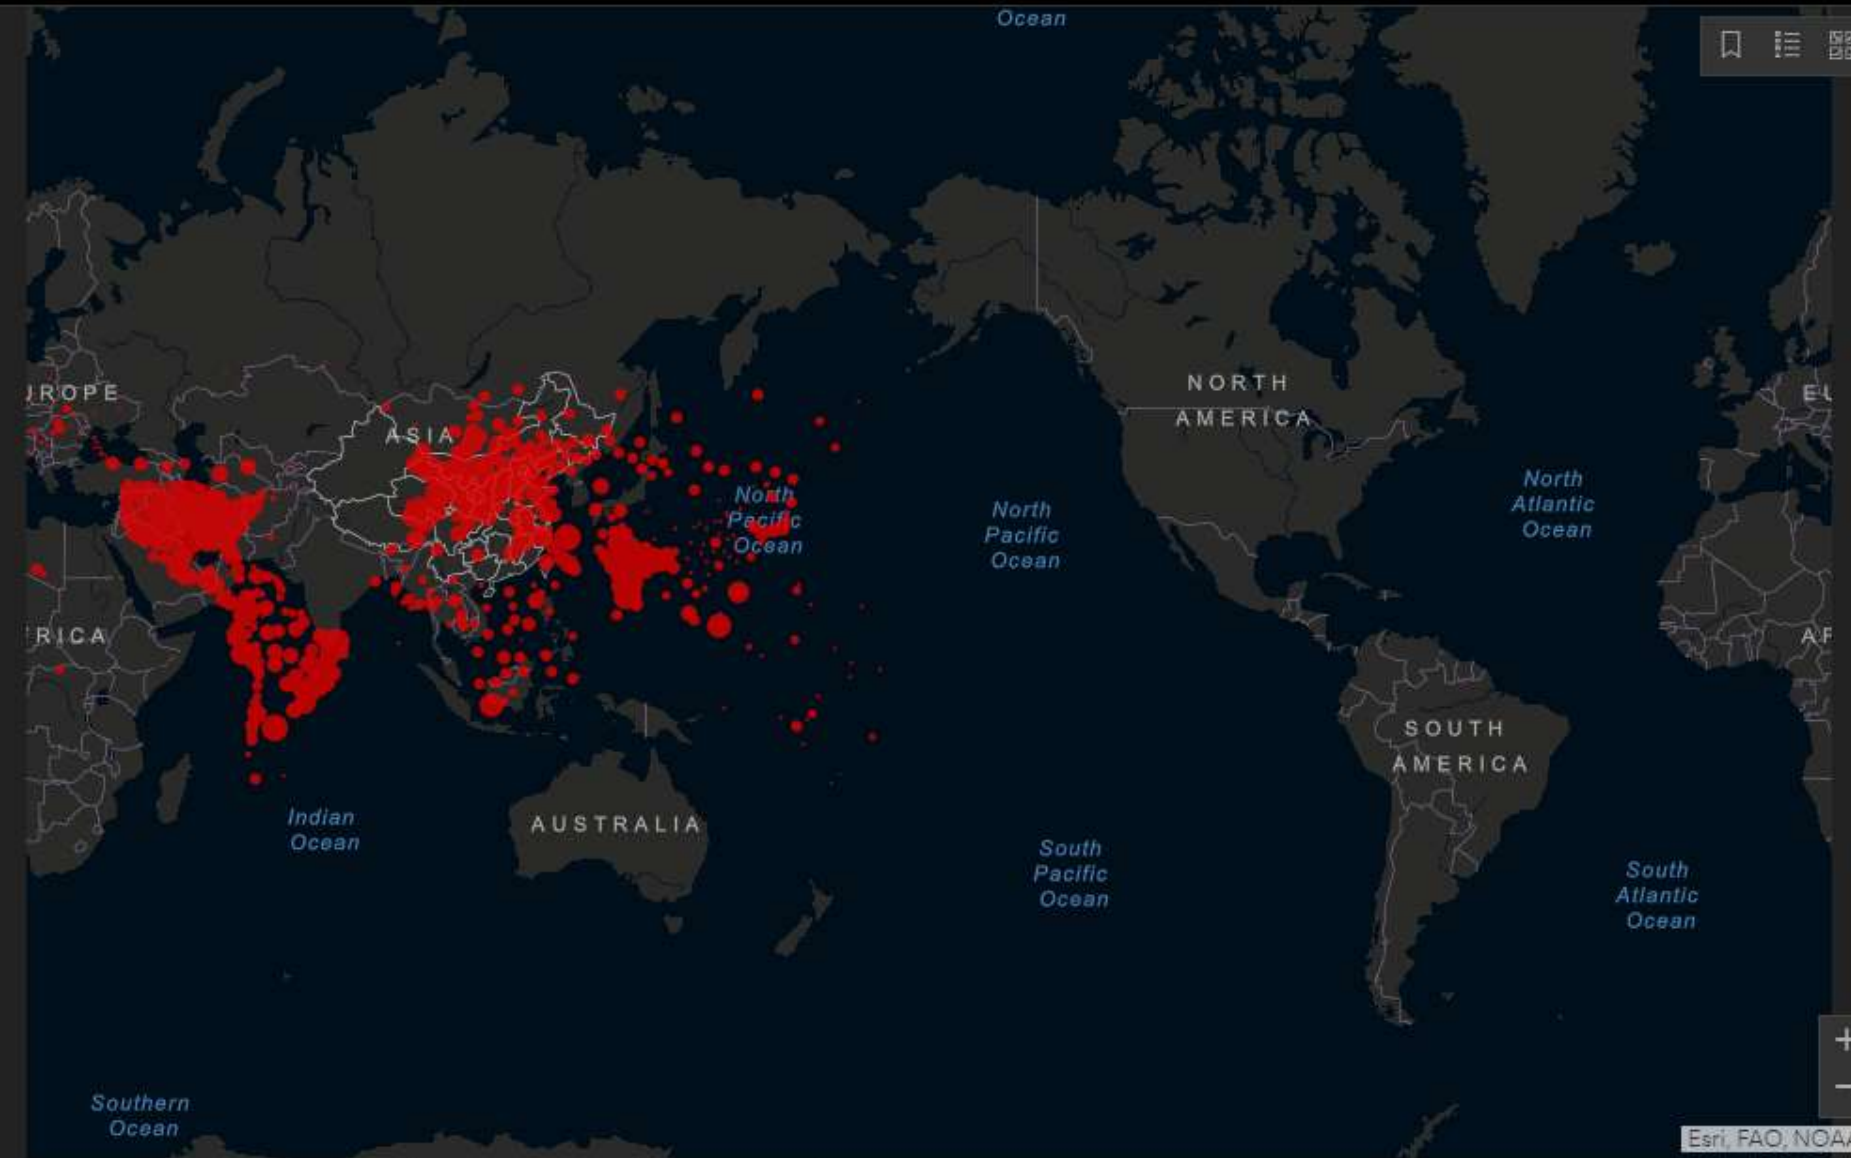 Ocean
UROPE
ASIA
NORTH
AMERICA
EU
North
Pacific
Ocean
North
Pacific
Ocean
North
Atlantic
Ocean
RICA
AF
SOUTH
AMERICA
Indian
Ocean
AUSTRALIA
South
Pacific
Ocean
South
Atlantic
Ocean
Southern
Ocean
+
−
Esri, FAO, NOAA